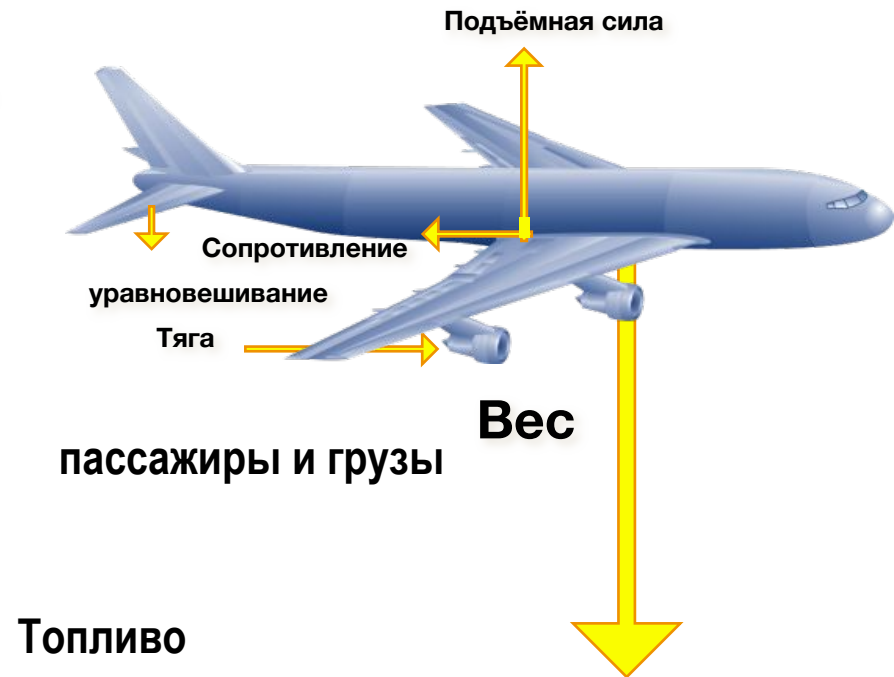 Подъёмная сила
Сопротивление
уравновешивание
Тяга
Вес
пассажиры и грузы
Топливо